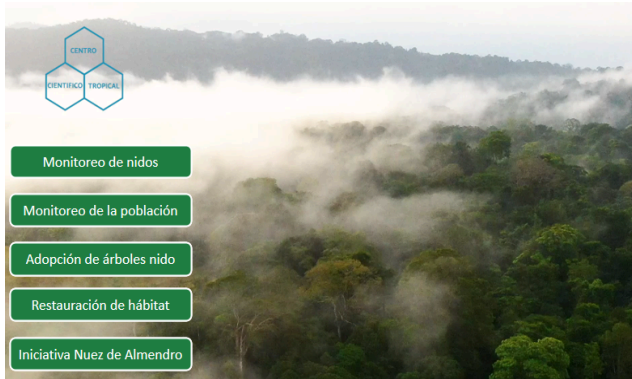 CENTRO
CIENTIFICO TROPICAL
Monitoreo de nidos
Monitoreo de la población
Adopción de árboles nido
Restauración de hábitat
Iniciativa Nuez de Almendro